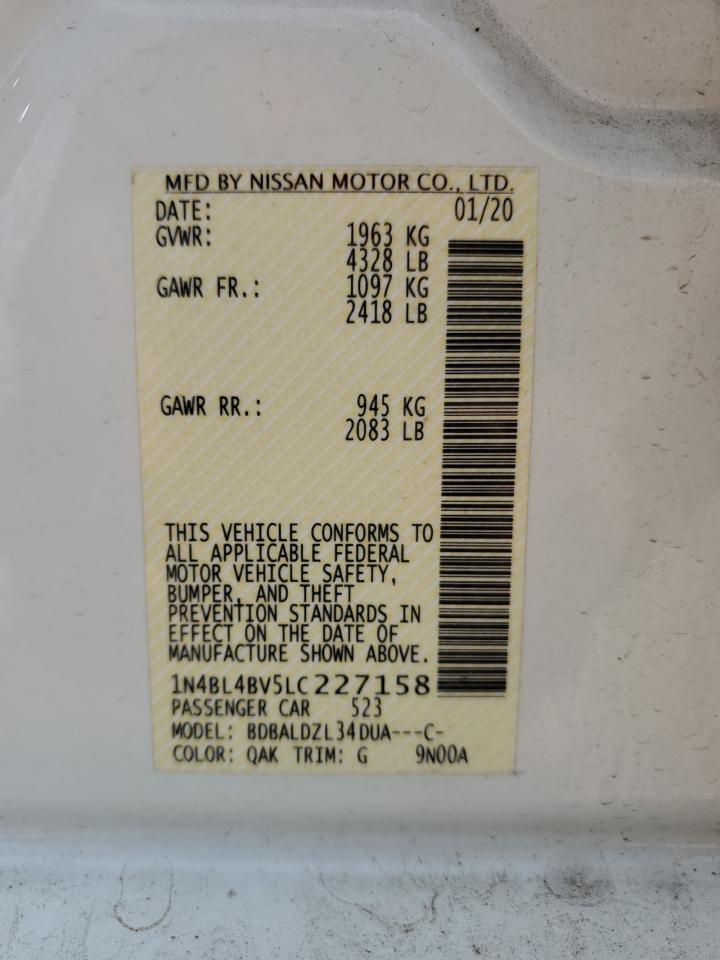 MFD BY NISSAN MOTOR CO., LTD.
DATE: 01/20
GVWR: 1963 KG
4328 LB
GAWR FR.: 1097 KG
2418 LB
GAWR RR.: 945 KG
2083 LB
THIS VEHICLE CONFORMS TO
ALL APPLICABLE FEDERAL
MOTOR VEHICLE SAFETY,
BUMPER, AND THEFT
PREVENTION STANDARDS IN
EFFECT ON THE DATE OF
MANUFACTURE SHOWN ABOVE.
1N4BL4BV5LC227158
PASSENGER CAR 523
MODEL: BDBALDZL34DUA---C-
COLOR: QAK TRIM: G 9N00A